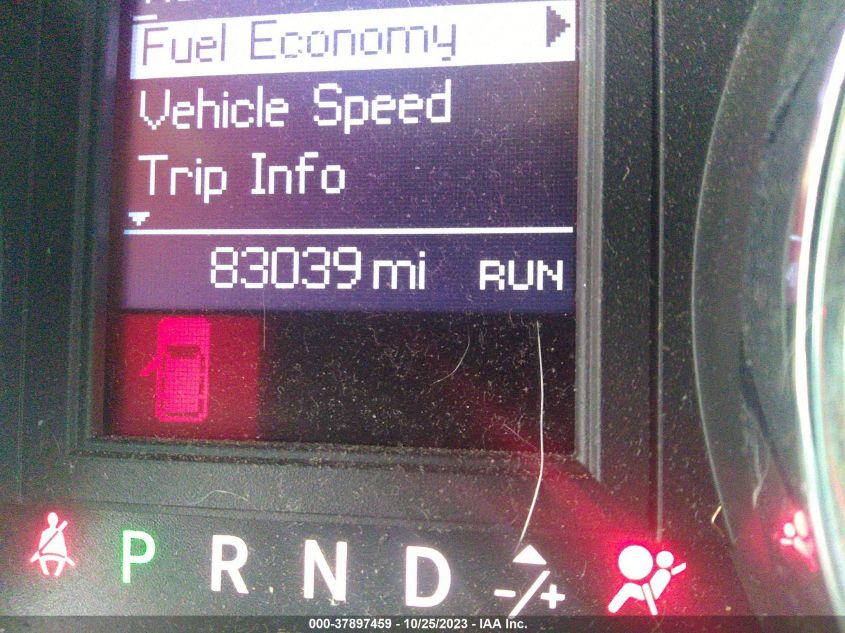 Fuel Economy
Vehicle Speed
Trip Info
83039 mi RUN
P R N D -/+
000-37897459 - 10/25/2023 - IAA Inc.